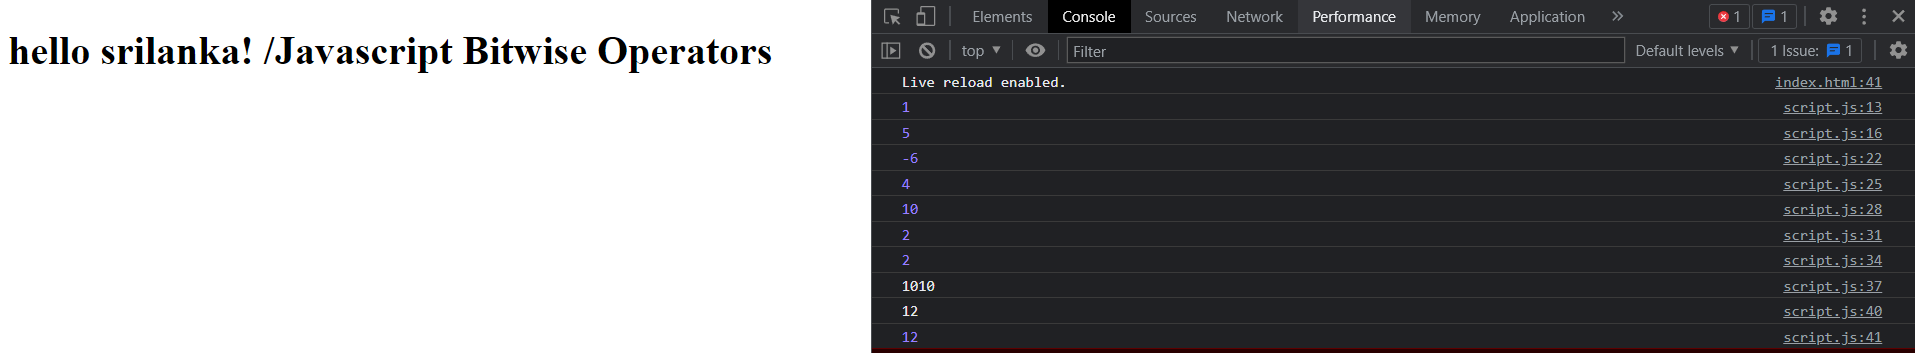 hello srilanka! /Javascript Bitwise Operators
Elements Console Sources Network Performance Memory Application » 1 1
top Filter Default levels 1 Issue: 1
Live reload enabled. index.html:41
1 script.js:13
5 script.js:16
-6 script.js:22
4 script.js:25
10 script.js:28
2 script.js:31
2 script.js:34
1010 script.js:37
12 script.js:40
12 script.js:41